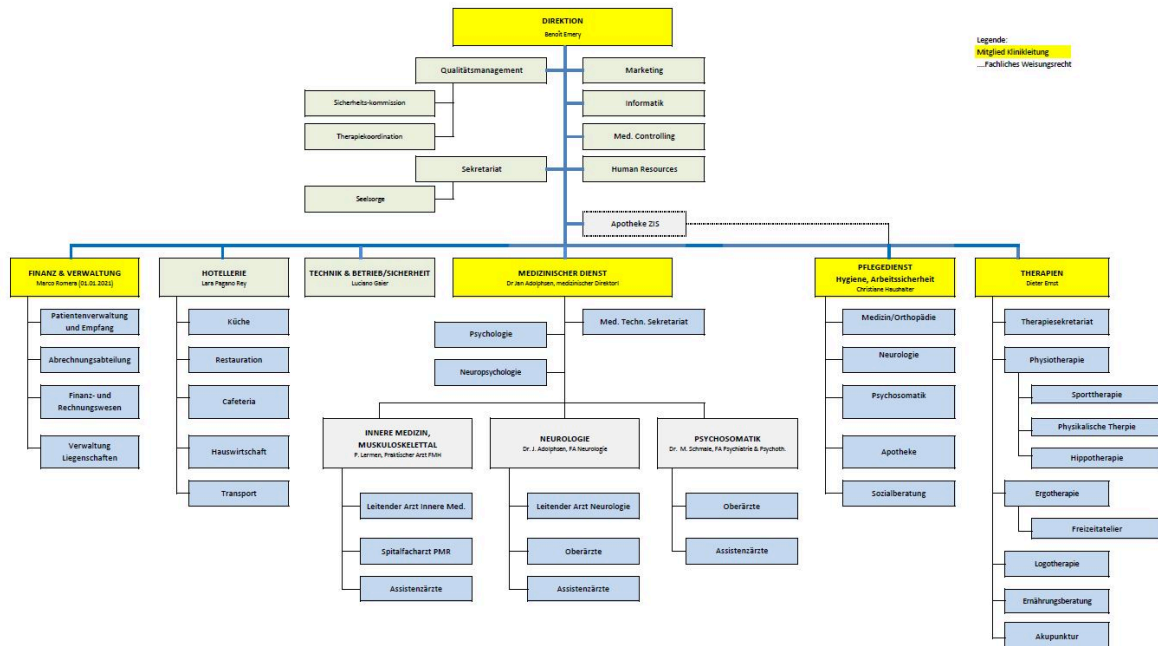 DIREKTION
Benoît Emery
Legende:
Mitglied Klinikleitung
....Fachliches Weisungsrecht
Qualitätsmanagement
Marketing
Sicherheits-kommission
Informatik
Therapiekoordination
Med. Controlling
Sekretariat
Human Resources
Seelsorge
Apotheke ZIS
FINANZ & VERWALTUNG
Marco Romera (01.01.2021)
HOTELLERIE
Lara Pagano Rey
TECHNIK & BETRIEB/SICHERHEIT
Luciano Gaier
MEDIZINISCHER DIENST
Dr Jan Adolphsen, medizinischer Direktorl
PFLEGEDIENST
Hygiene, Arbeitssicherheit
Christiane Haushalter
THERAPIEN
Dieter Ernst
Patientenverwaltung
und Empfang
Abrechnungsabteilung
Finanz- und
Rechnungswesen
Verwaltung
Liegenschaften
Küche
Restauration
Cafeteria
Hauswirtschaft
Transport
Psychologie
Neuropsychologie
Med. Techn. Sekretariat
INNERE MEDIZIN,
MUSKULOSKELETTAL
P. Lermen, Praktischer Arzt FMH
Leitender Arzt Innere Med.
Spitalfacharzt PMR
Assistenzärzte
NEUROLOGIE
Dr. J. Adolphsen, FA Neurologie
Leitender Arzt Neurologie
Oberärzte
Assistenzärzte
PSYCHOSOMATIK
Dr. M. Schmale, FA Psychiatrie & Psychoth.
Oberärzte
Assistenzärzte
Medizin/Orthopädie
Neurologie
Psychosomatik
Apotheke
Sozialberatung
Therapiesekretariat
Physiotherapie
Sporttherapie
Physikalische Therpie
Hippotherapie
Ergotherapie
Freizeitatelier
Logotherapie
Ernährungsberatung
Akupunktur